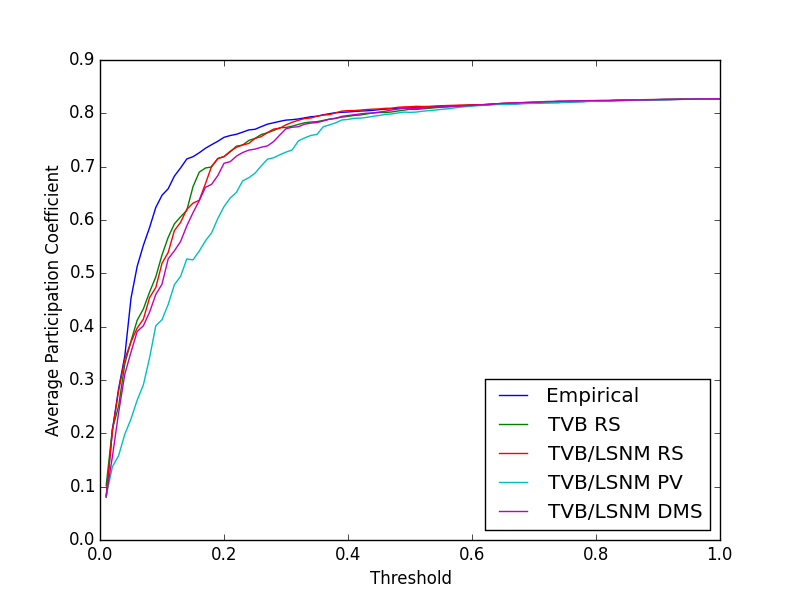 0.9
0.8
0.7
0.6
0.5
0.4
0.3
0.2
0.1
0.0
Average Participation Coefficient
Empirical
TVB RS
TVB/LSNM RS
TVB/LSNM PV
TVB/LSNM DMS
0.0 0.2 0.4 0.6 0.8 1.0
Threshold